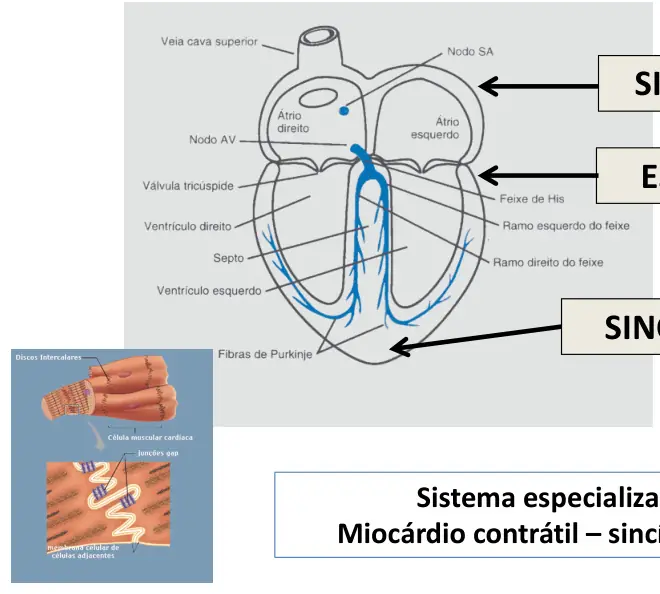 Veia cava superior
Nodo SA
SI
Átrio
direito
Átrio
esquerdo
Nodo AV
E
Válvula tricúspide
Feixe de His
Ventrículo direito
Ramo esquerdo do feixe
Septo
Ramo direito do feixe
Ventrículo esquerdo
SINC
Fibras de Purkinje
Discos Intercalares
Célula muscular cardíaca
Junções gap
membrana celular de
células adjacentes
Sistema especializa
Miocárdio contrátil – sincí